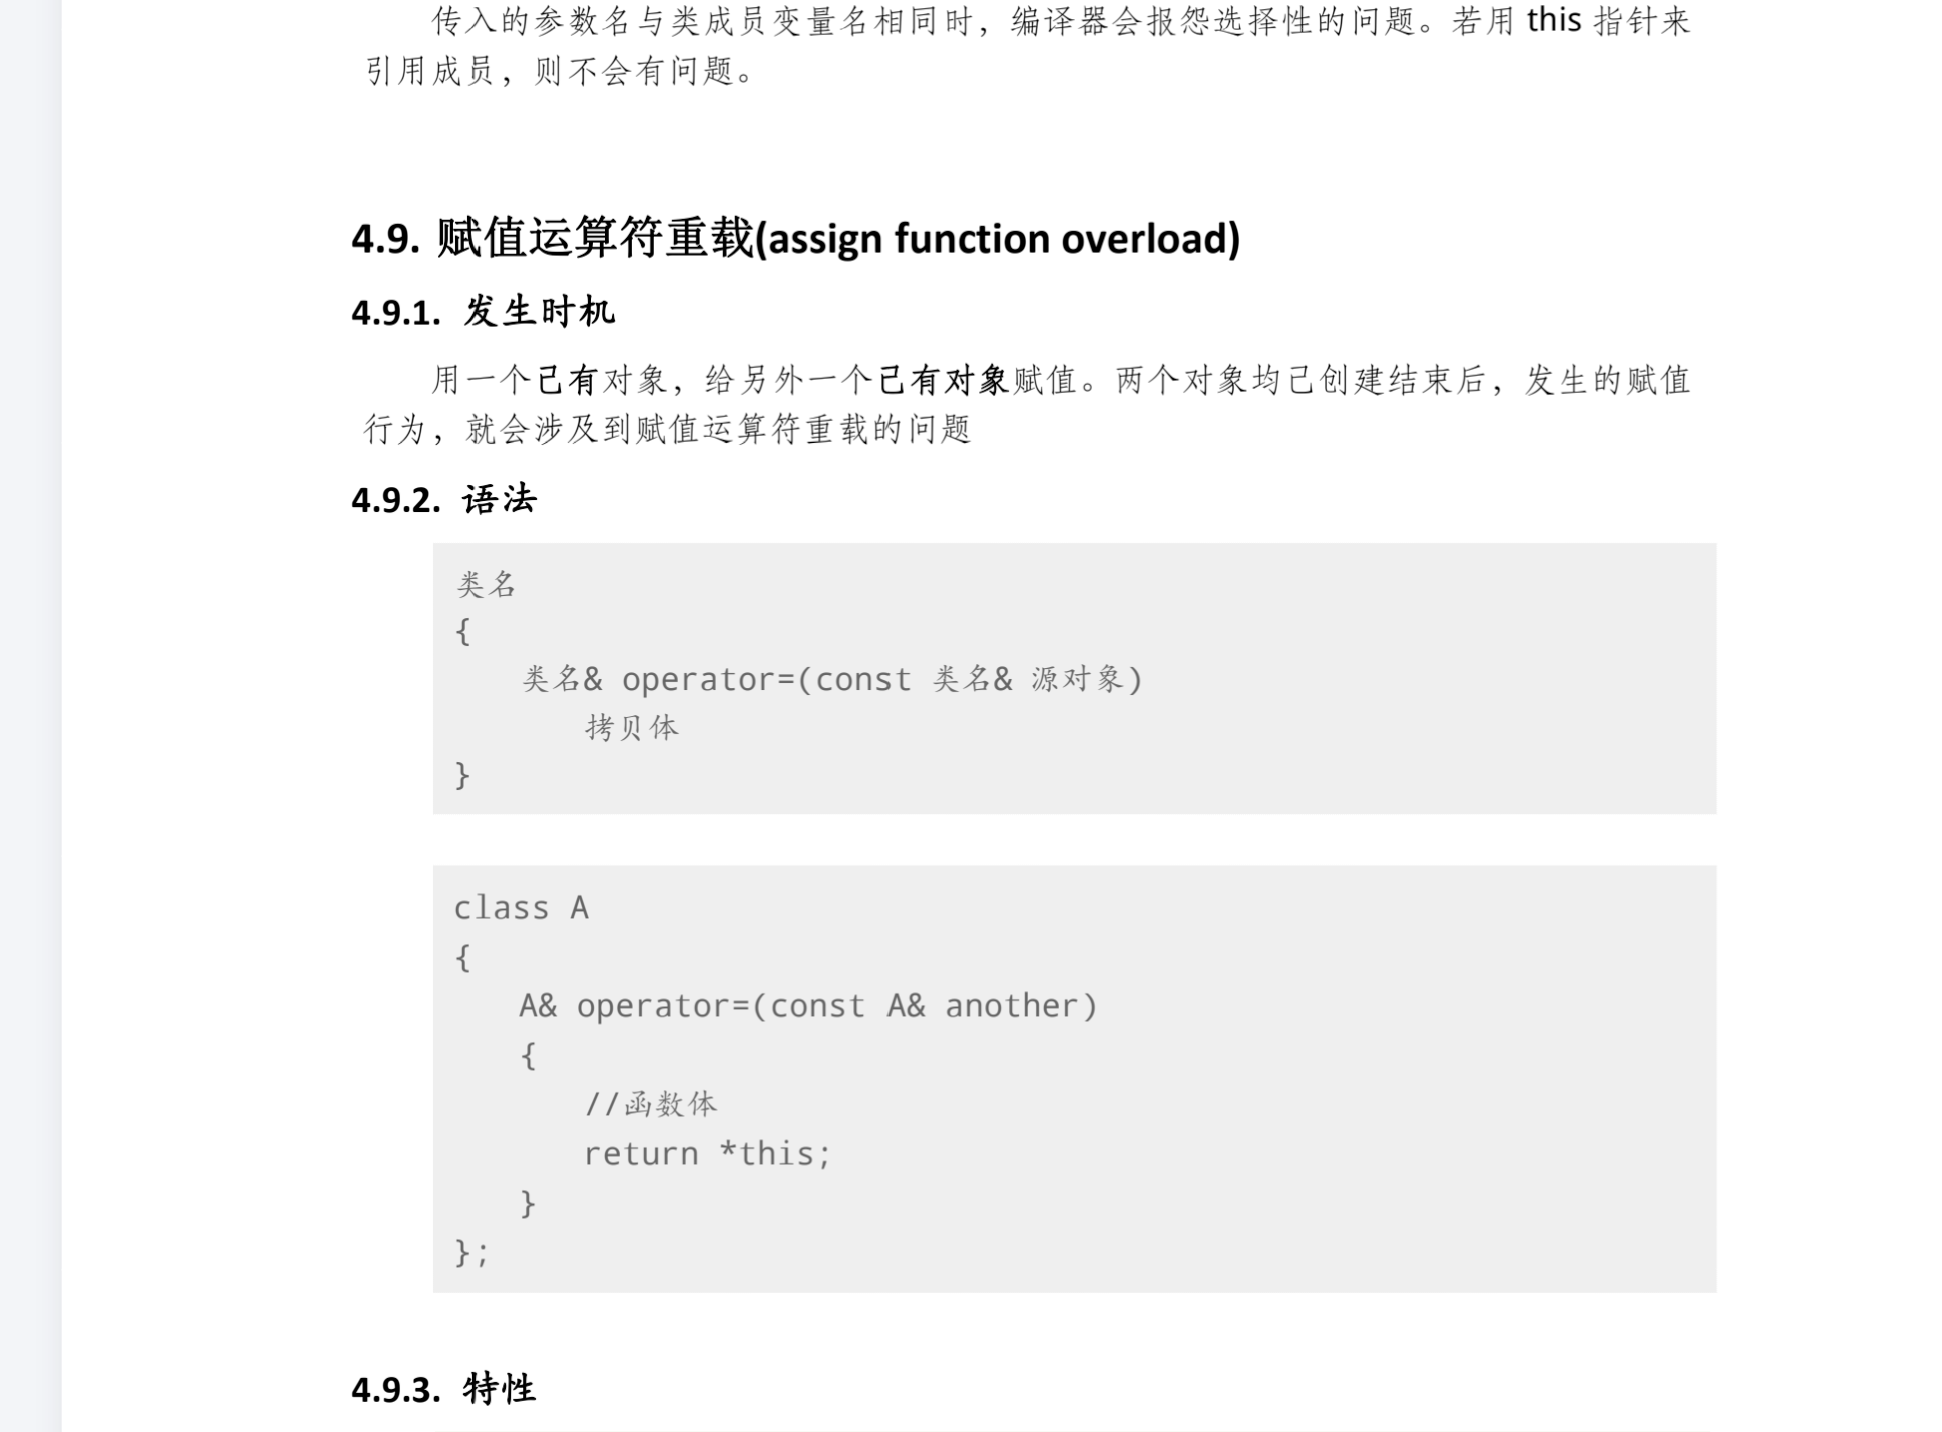 传入的参数名与类成员变量名相同时，编译器会报怨选择性的问题。若用 this 指针来
引用成员，则不会有问题。
4.9. 赋值运算符重载(assign function overload)
4.9.1. 发生时机
用一个已有对象，给另外一个已有对象赋值。两个对象均已创建结束后，发生的赋值
行为，就会涉及到赋值运算符重载的问题
4.9.2. 语法
类名
{
类名& operator=(const 类名& 源对象)
拷贝体
}
class A
{
A& operator=(const A& another)
{
//函数体
return *this;
}
};
4.9.3. 特性